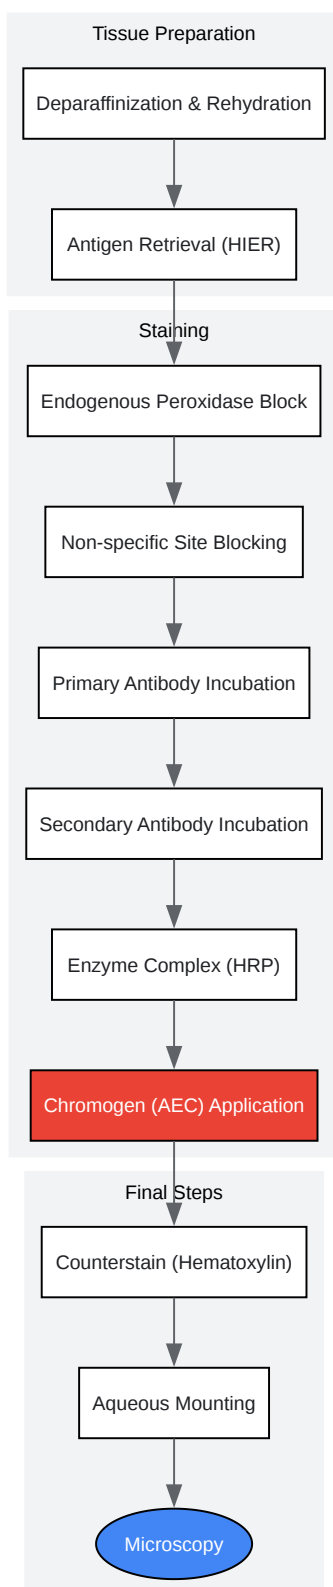 Tissue Preparation
Deparaffinization & Rehydration
Antigen Retrieval (HIER)
Staining
Endogenous Peroxidase Block
Non-specific Site Blocking
Primary Antibody Incubation
Secondary Antibody Incubation
Enzyme Complex (HRP)
Chromogen (AEC) Application
Final Steps
Counterstain (Hematoxylin)
Aqueous Mounting
Microscopy